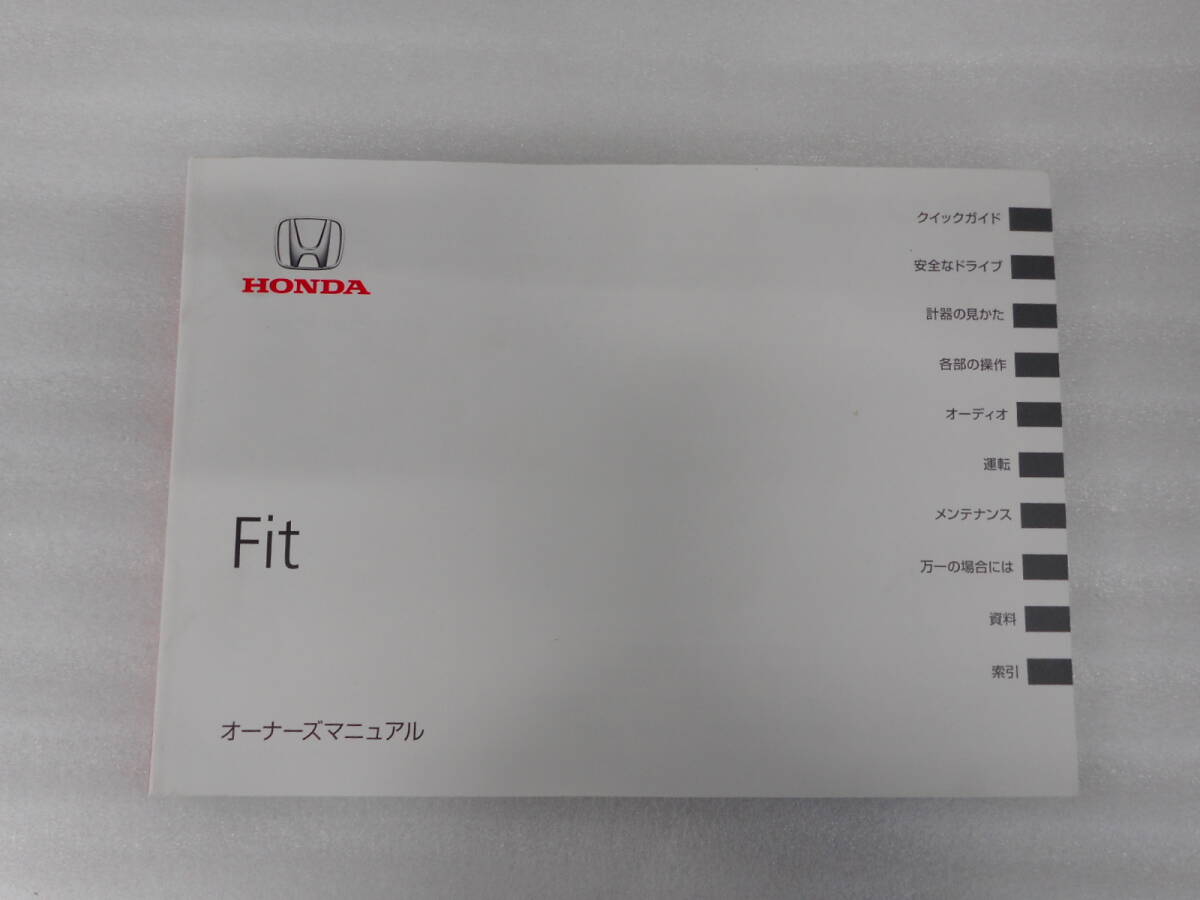 HONDA
Fit
オーナーズマニュアル
クイックガイド
安全なドライブ
計器の見かた
各部の操作
オーディオ
運転
メンテナンス
万一の場合には
資料
索引